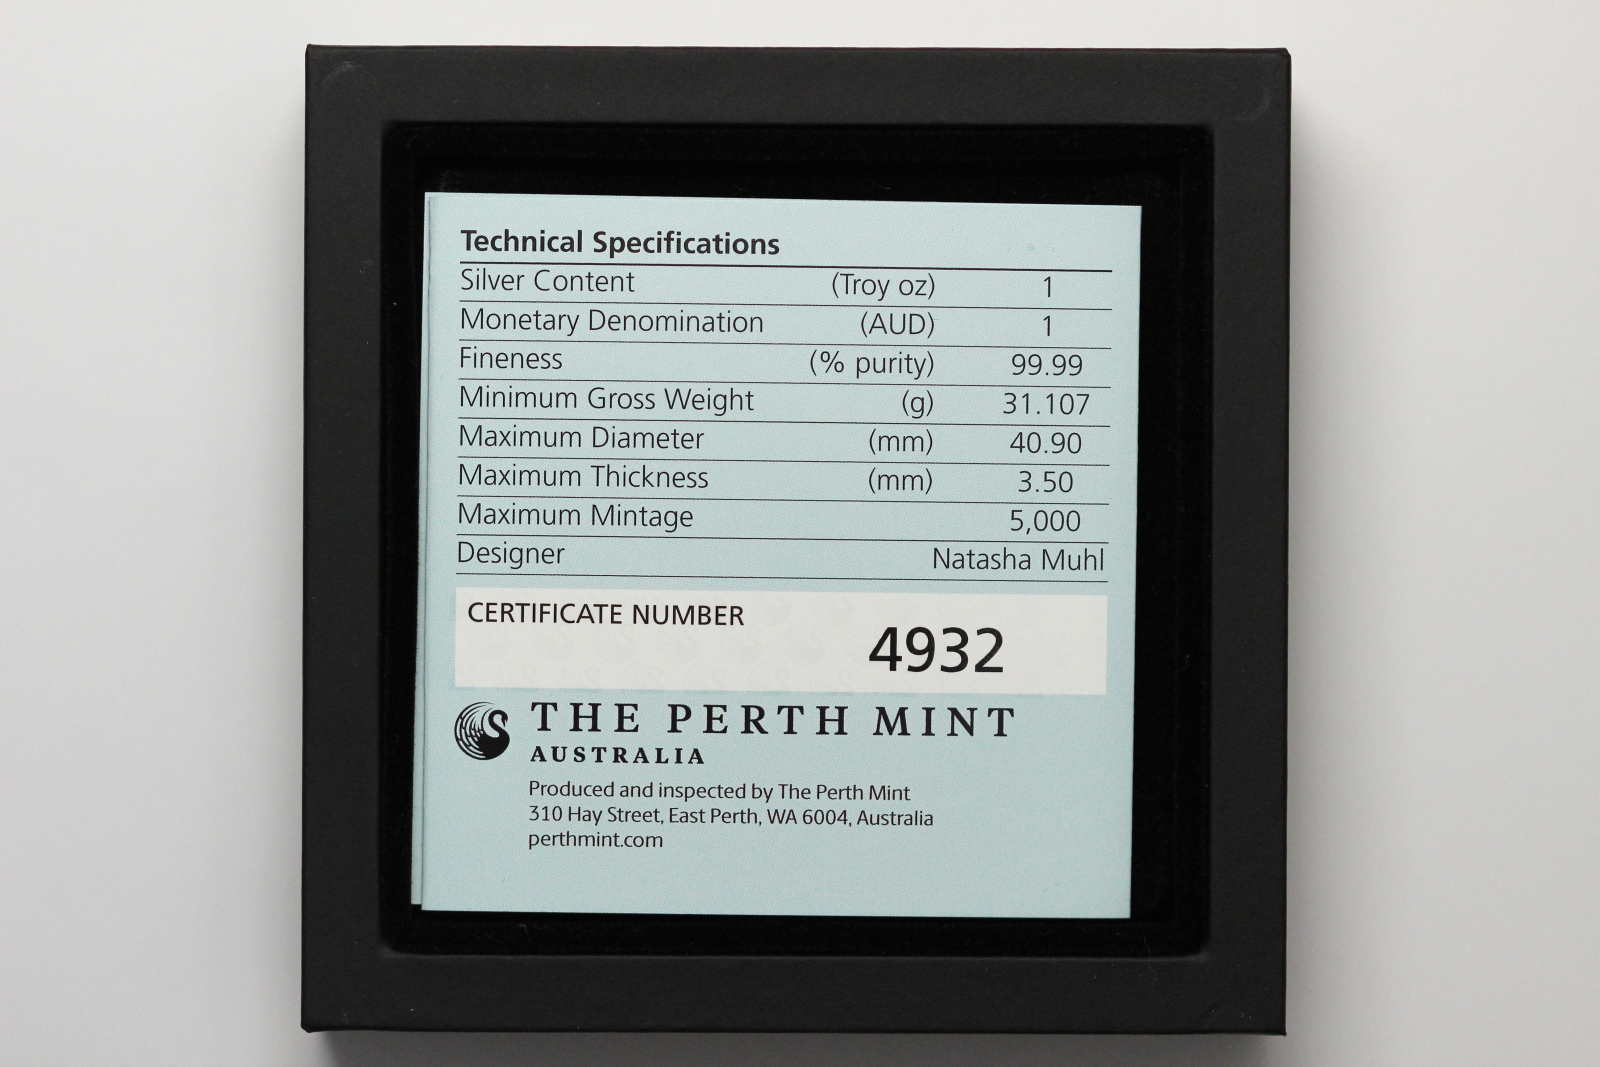 Technical Specifications
Silver Content (Troy oz) 1
Monetary Denomination (AUD) 1
Fineness (% purity) 99.99
Minimum Gross Weight (g) 31.107
Maximum Diameter (mm) 40.90
Maximum Thickness (mm) 3.50
Maximum Mintage 5,000
Designer Natasha Muhl
CERTIFICATE NUMBER
4932
THE PERTH MINT
AUSTRALIA
Produced and inspected by The Perth Mint
310 Hay Street, East Perth, WA 6004, Australia
perthmint.com